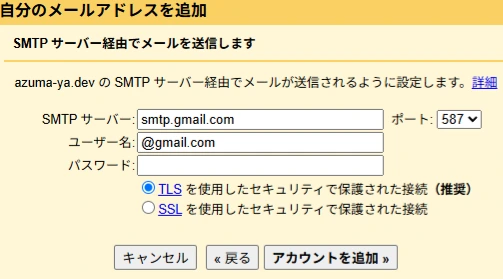 自分のメールアドレスを追加
SMTP サーバー経由でメールを送信します
azuma-ya.dev の SMTP サーバー経由でメールが送信されるように設定します。詳細
SMTP サーバー: smtp.gmail.com ポート: 587
ユーザー名: @gmail.com
パスワード:
TLS を使用したセキュリティで保護された接続（推奨）
SSL を使用したセキュリティで保護された接続
キャンセル « 戻る アカウントを追加 »